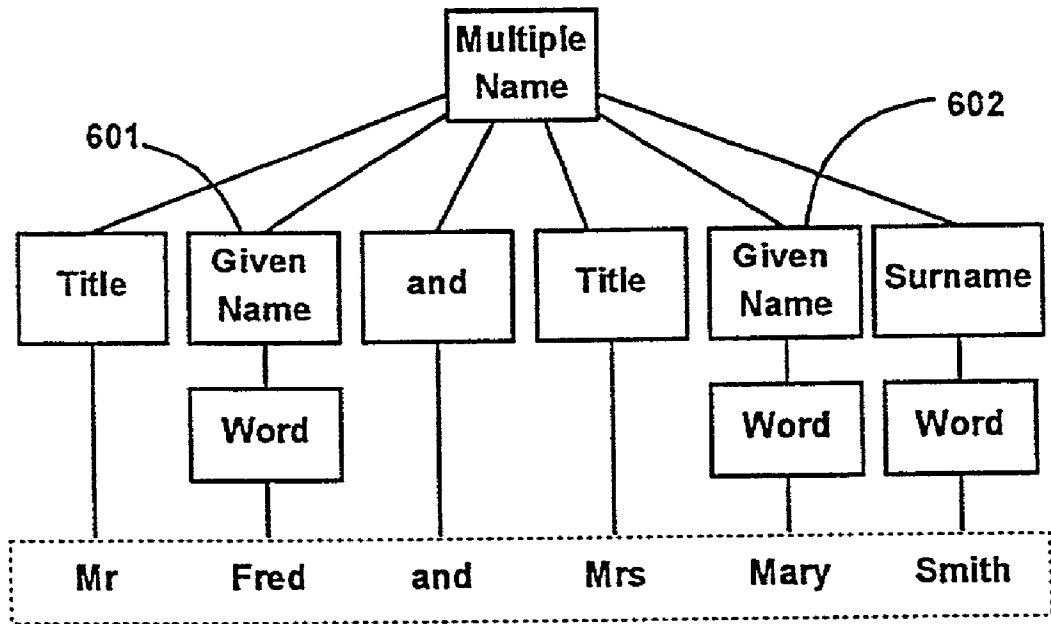 Multiple
Name
601
602
Title
Given
Name
and
Title
Given
Name
Surname
Word
Word
Word
Mr Fred and Mrs Mary Smith